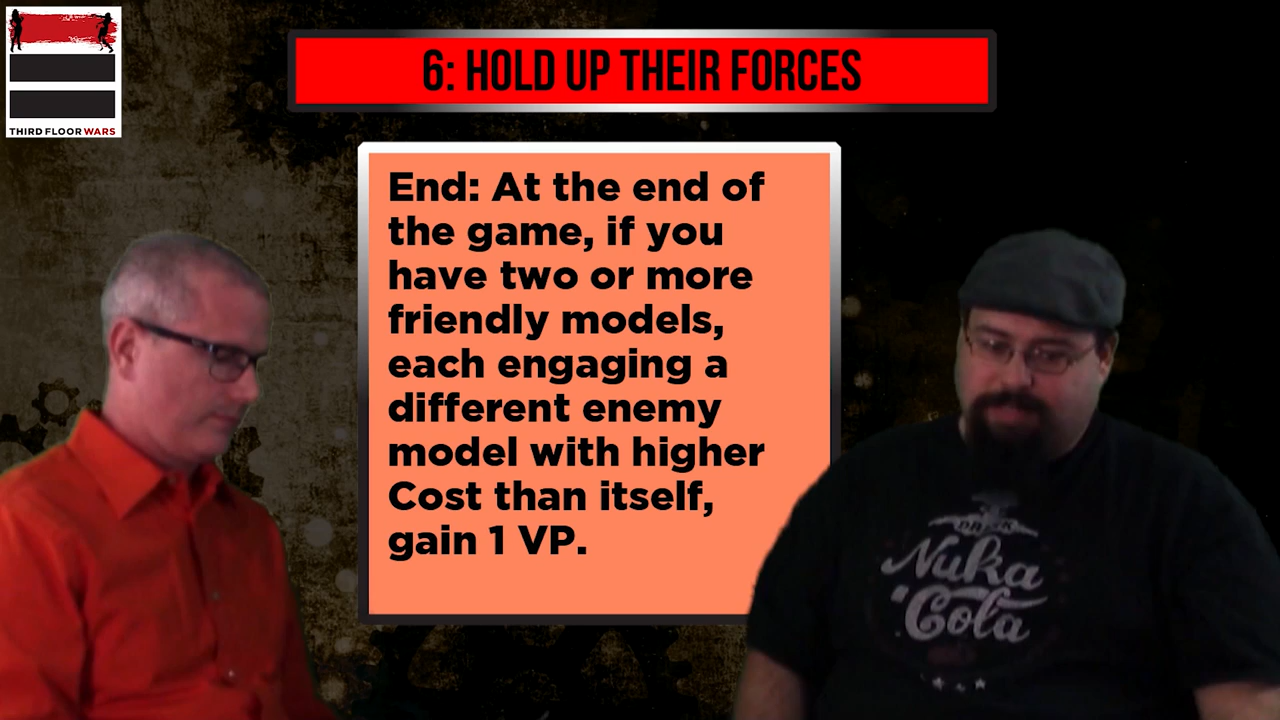 THIRD FLOOR WARS
6: HOLD UP THEIR FORCES
End: At the end of
the game, if you
have two or more
friendly models,
each engaging a
different enemy
model with higher
Cost than itself,
gain 1 VP.
DRINK
Nuka
Cola